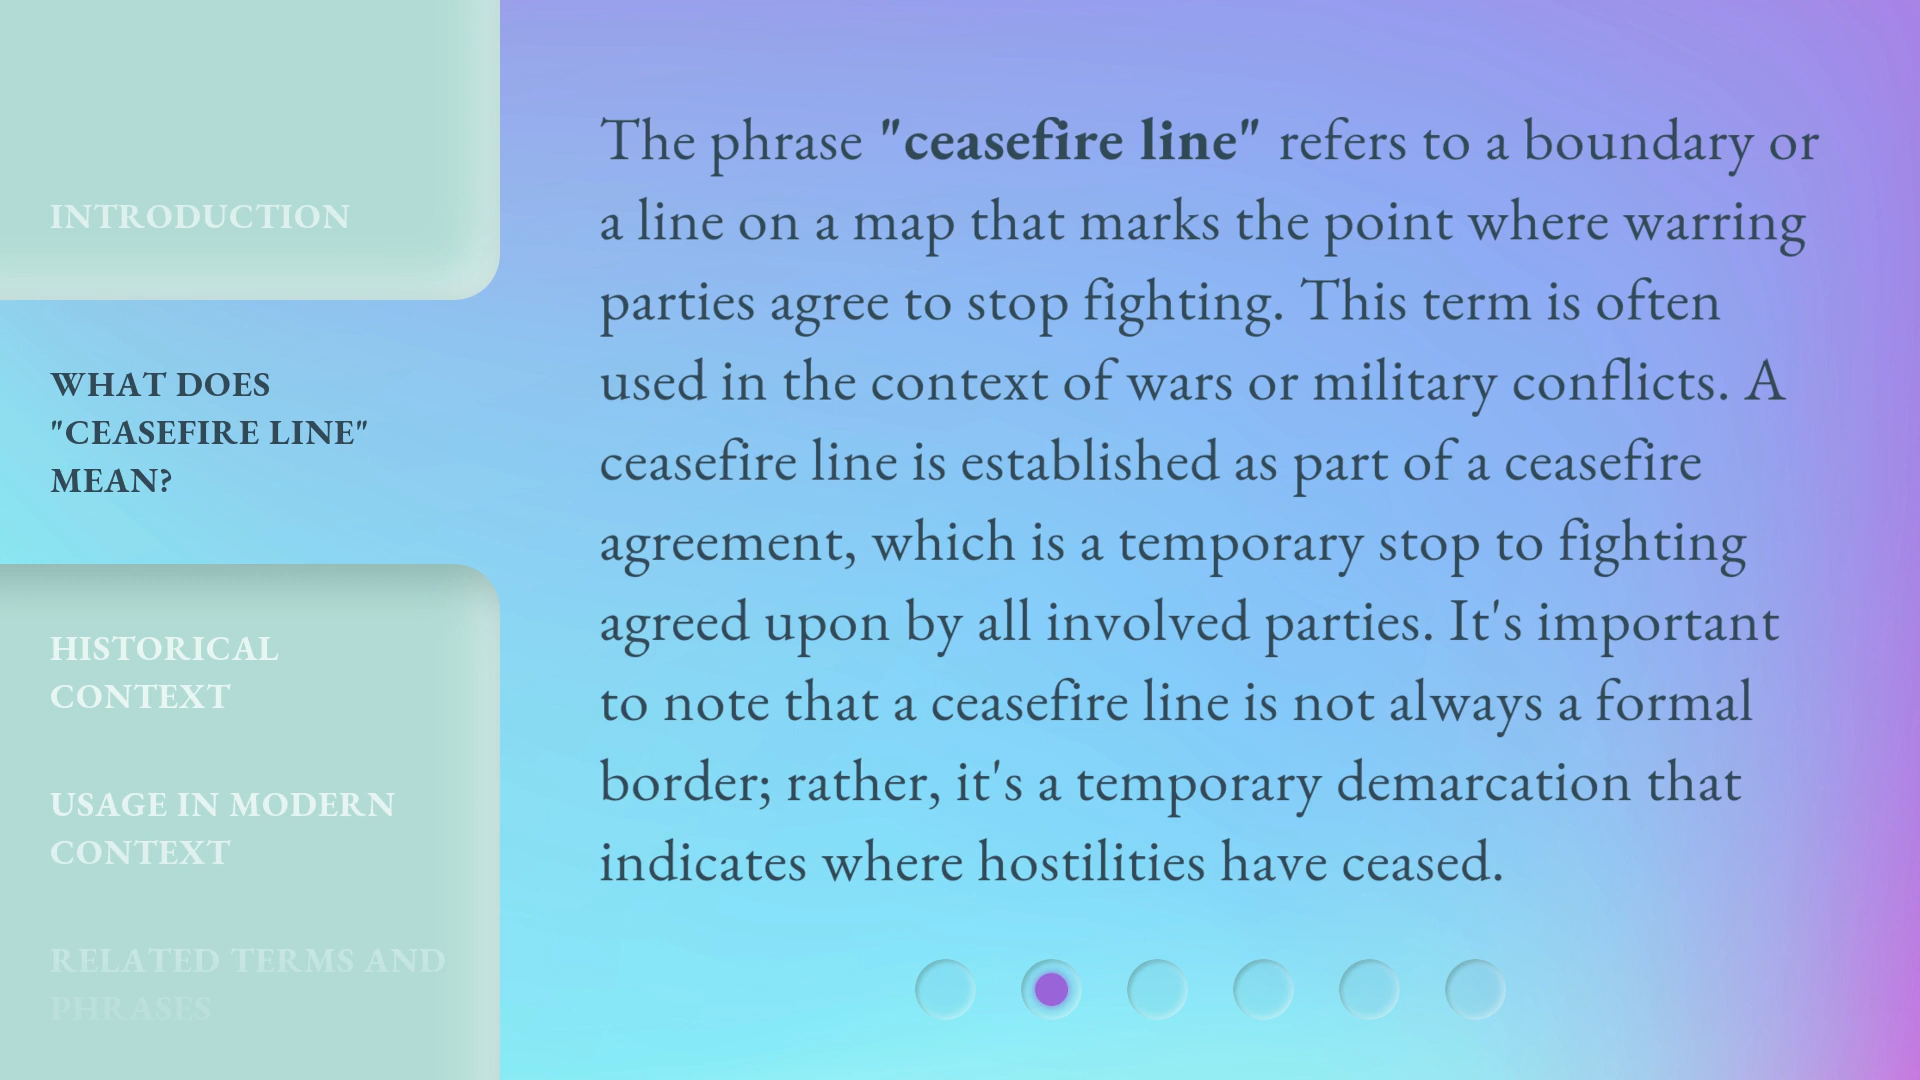 INTRODUCTION
WHAT DOES
"CEASEFIRE LINE"
MEAN?
HISTORICAL
CONTEXT
USAGE IN MODERN
CONTEXT
RELATED TERMS AND
PHRASES
The phrase "ceasefire line" refers to a boundary or
a line on a map that marks the point where warring
parties agree to stop fighting. This term is often
used in the context of wars or military conflicts. A
ceasefire line is established as part of a ceasefire
agreement, which is a temporary stop to fighting
agreed upon by all involved parties. It's important
to note that a ceasefire line is not always a formal
border; rather, it's a temporary demarcation that
indicates where hostilities have ceased.